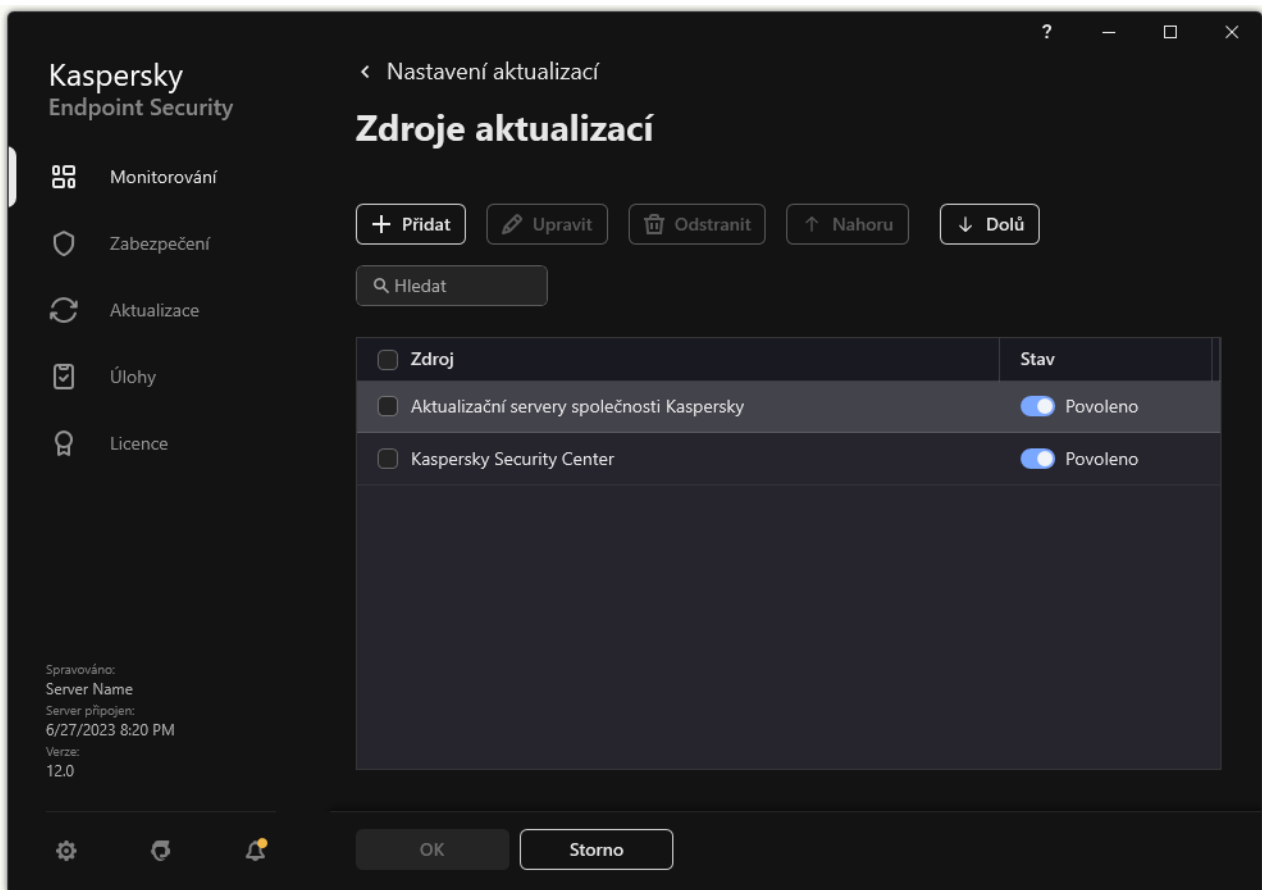 ?
Kaspersky
Endpoint Security
Nastavení aktualizací
Zdroje aktualizací
Monitorování
Zabezpečení
Aktualizace
Úlohy
Licence
Přidat Upravit Odstranit Nahoru Dolů
Hledat
Zdroj Stav
Aktualizační servery společnosti Kaspersky Povoleno
Kaspersky Security Center Povoleno
Spravováno:
Server Name
Server připojen:
6/27/2023 8:20 PM
Verze:
12.0
OK Storno